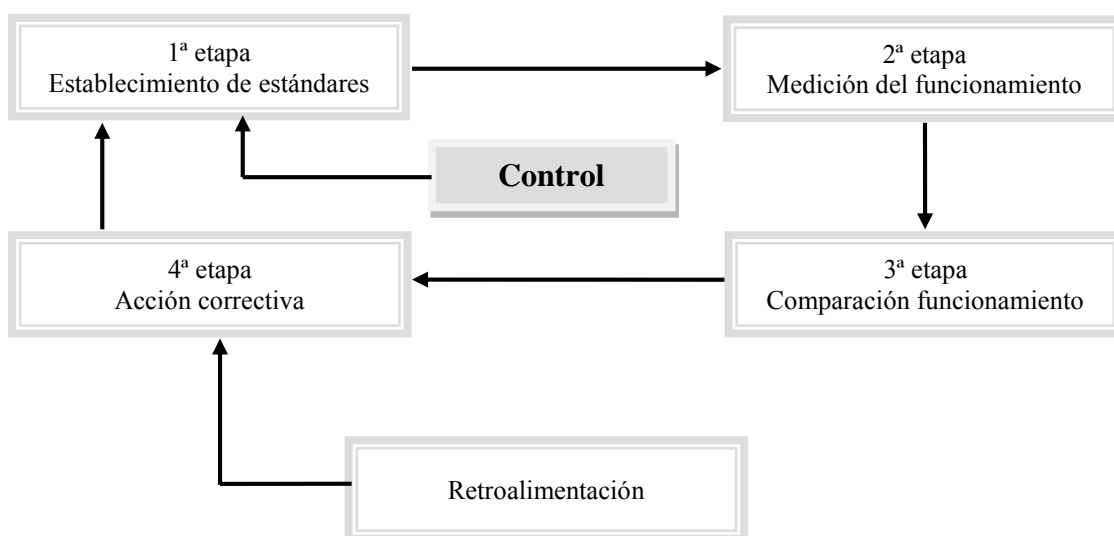 1ª etapa
Establecimiento de estándares
2ª etapa
Medición del funcionamiento
Control
4ª etapa
Acción correctiva
3ª etapa
Comparación funcionamiento
Retroalimentación